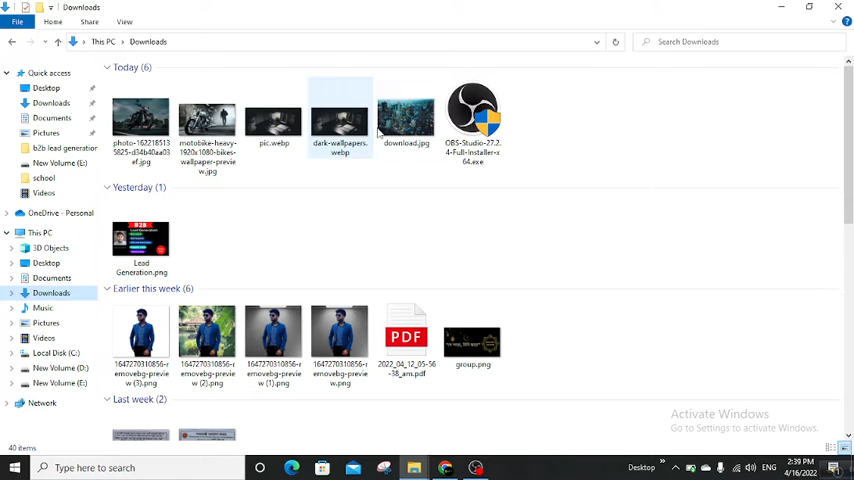 Downloads
File Home Share View
This PC Downloads
Search Downloads
Quick access
Desktop
Downloads
Documents
Pictures
b2b lead generation
New Volume (E:)
school
Videos
OneDrive - Personal
This PC
3D Objects
Desktop
Documents
Downloads
Music
Pictures
Videos
Local Disk (C:)
New Volume (D:)
New Volume (E:)
Network
Today (6)
photo-162218513
5825-d34b40aa03
ef.jpg
motobike-heavy-
1920x1080-bikes-
wallpaper-previe
w.jpg
pic.webp
dark-wallpapers.
webp
download.jpg
OBS-Studio-27.2.
4-Full-Installer-x
64.exe
Yesterday (1)
Lead
Generation.png
Earlier this week (6)
1647270310856-r
emovebg-previe
w (3).png
1647270310856-r
emovebg-previe
w (2).png
1647270310856-r
emovebg-previe
w (1).png
1647270310856-r
emovebg-previe
w.png
PDF
2022_04_12_05-56
-38_am.pdf
group.png
Last week (2)
Activate Windows
Go to Settings to activate Windows.
40 items
Type here to search
Desktop
ENG
2:39 PM
4/16/2022